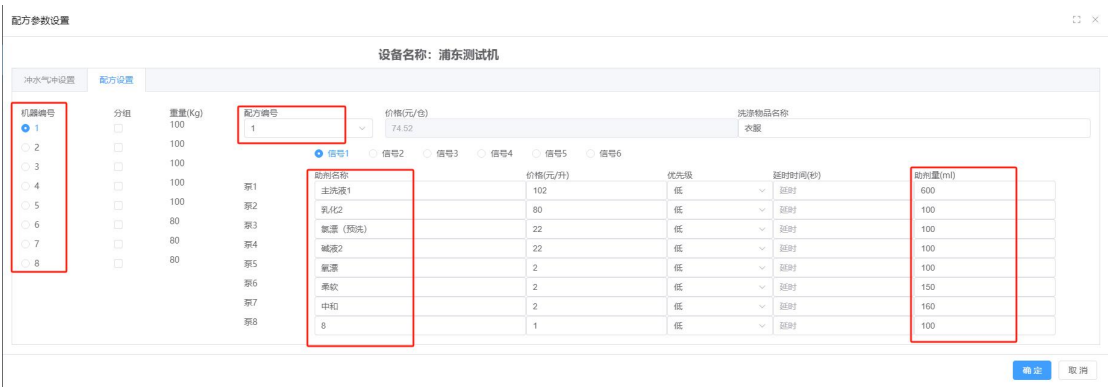 配方参数设置
设备名称：浦东测试机
冲水气冲设置 配方设置
机器编号 分组 重量(Kg) 配方编号 价格(元/仓) 洗涤物品名称
1 100 1 74.52 衣服
2 100
信号1 信号2 信号3 信号4 信号5 信号6
3 100
助剂名称 价格(元/升) 优先级 延时时间(秒) 助剂量(ml)
4 100 泵1 主洗液1 102 低 延时 600
5 100 泵2 乳化2 80 低 延时 100
6 80 泵3 氯漂（预洗） 22 低 延时 100
7 80 泵4 碱液2 22 低 延时 100
8 80 泵5 氧漂 2 低 延时 100
泵6 柔软 2 低 延时 150
泵7 中和 2 低 延时 160
泵8 8 1 低 延时 100
确定 取消